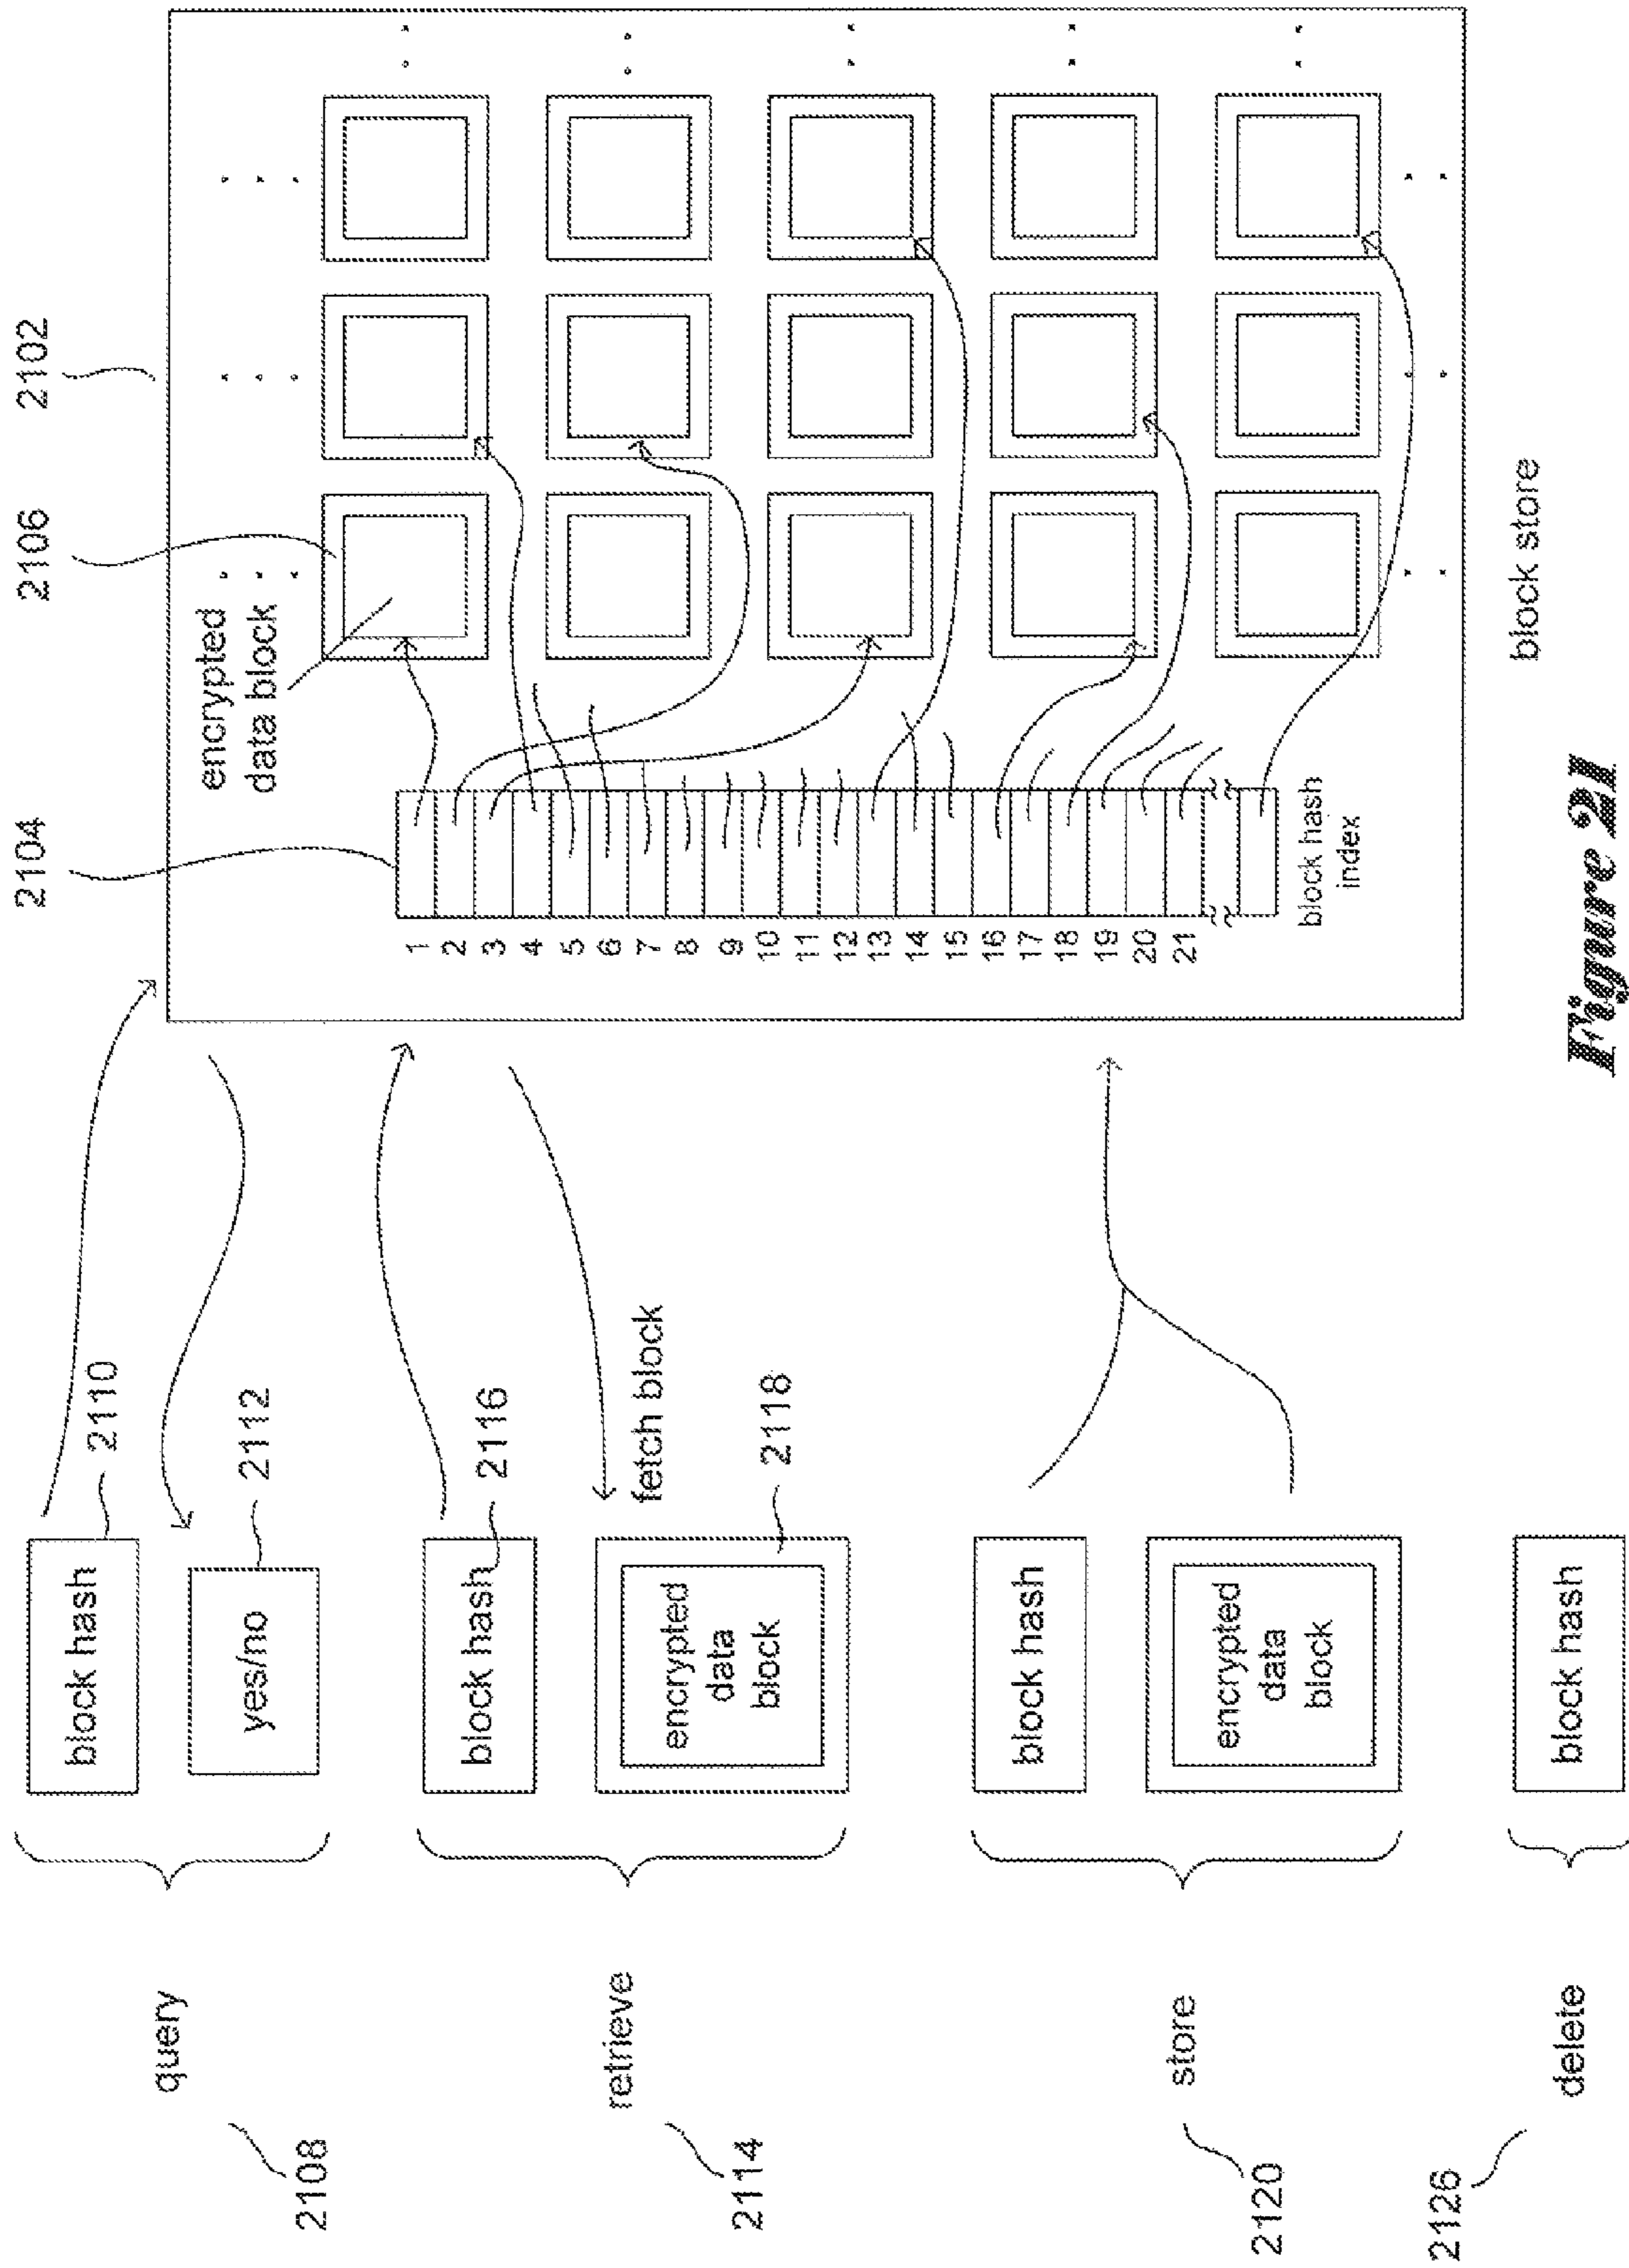 2102
2106
2104
encrypted
data block
1
2
3
4
5
6
7
8
9
10
11
12
13
14
15
16
17
18
19
20
21
block hash
index
block store
query
2108
block hash
2110
yes/no
2112
retrieve
2114
block hash
2116
fetch block
encrypted
data
block
2118
store
2120
block hash
encrypted
data
block
delete
2126
block hash
Figure 21